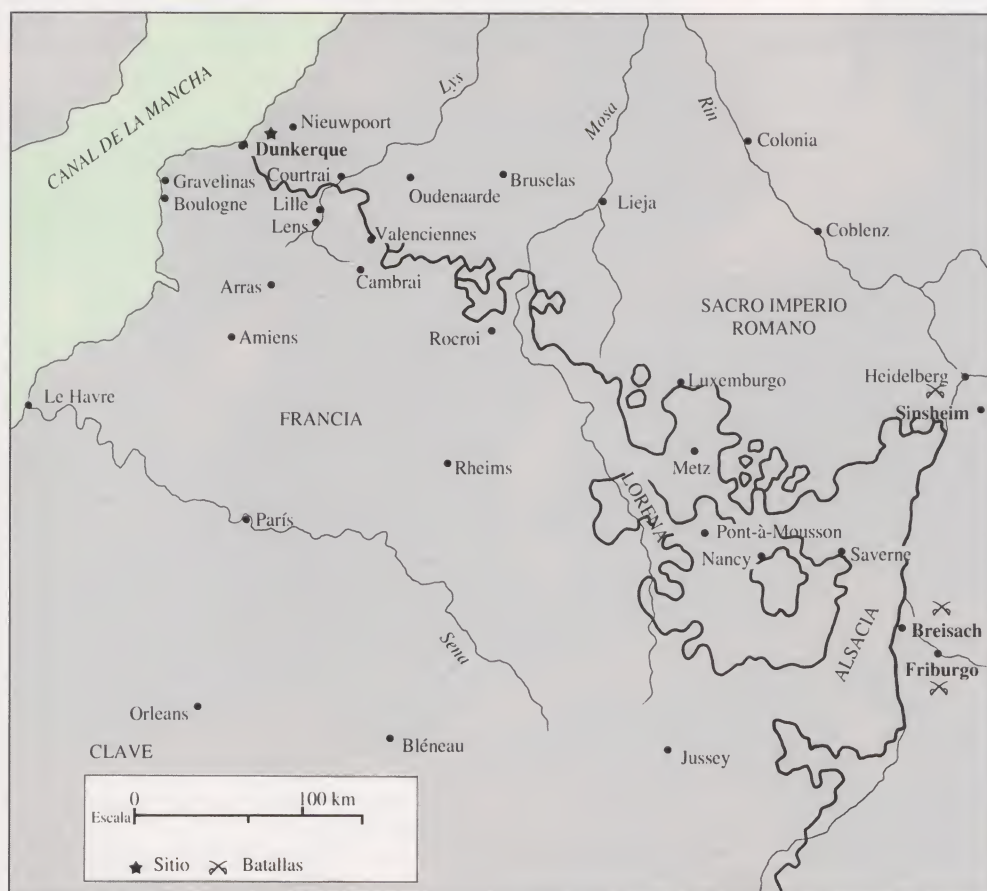 CANAL DE LA MANCHA
Lys
Mosa
Rin
Nieuwpoort
Dunkerque
Colonia
Gravelinas
Boulogne
Courtrai
Oudenaarde
Bruselas
Lille
Lens
Lieja
Valenciennes
Coblenz
Cambrai
Arras
SACRO IMPERIO
ROMANO
Amiens
Rocroi
Luxemburgo
Heidelberg
Le Havre
Sinsheim
FRANCIA
Rheims
Metz
LORENA
París
Pont-à-Mousson
Nancy
Saverne
Sena
ALSACIA
Breisach
Friburgo
Orleans
Bléneau
Jussey
CLAVE
0 100 km
Escala
Sitio Batallas